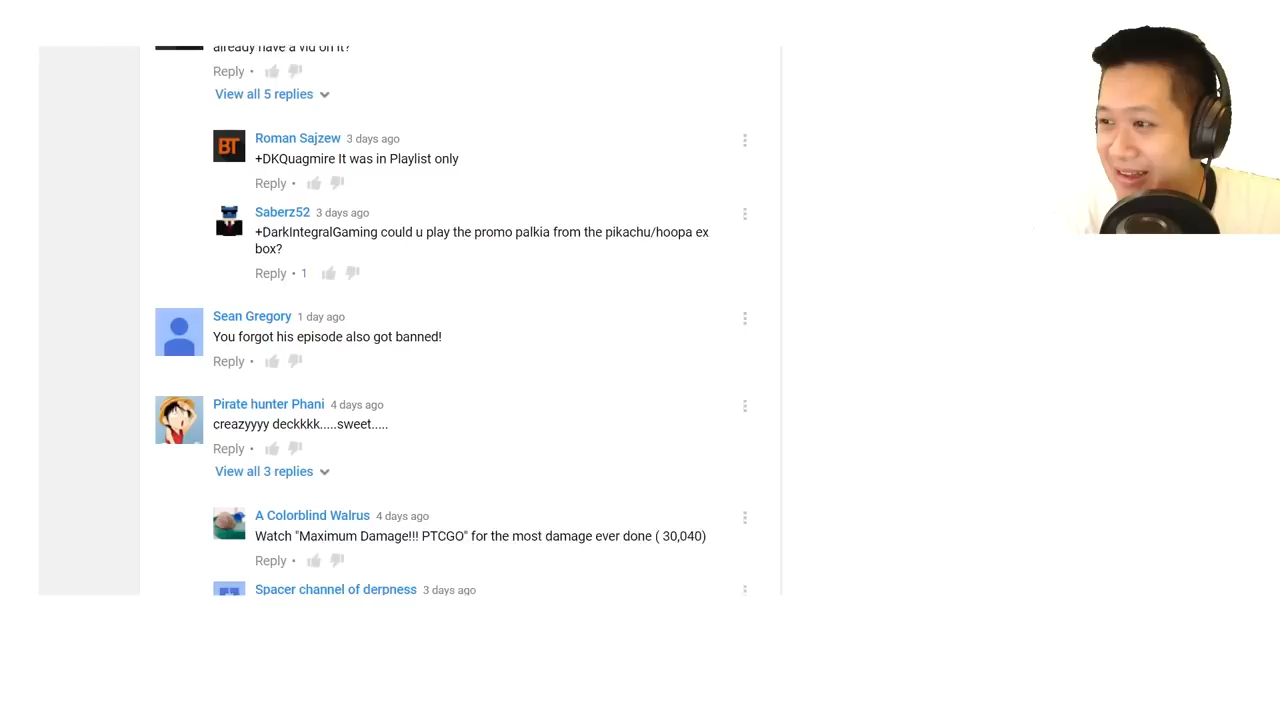 already have a vid on it?
Reply •
View all 5 replies
BT
Roman Sajzew 3 days ago
+DKQuagmire It was in Playlist only
Reply •
Saberz52 3 days ago
+DarkIntegralGaming could u play the promo palkia from the pikachu/hoopa ex
box?
Reply • 1
Sean Gregory 1 day ago
You forgot his episode also got banned!
Reply •
Pirate hunter Phani 4 days ago
creazyyyy deckkkk.....sweet.....
Reply •
View all 3 replies
A Colorblind Walrus 4 days ago
Watch "Maximum Damage!!! PTCGO" for the most damage ever done ( 30,040)
Reply •
Spacer channel of derpness 3 days ago